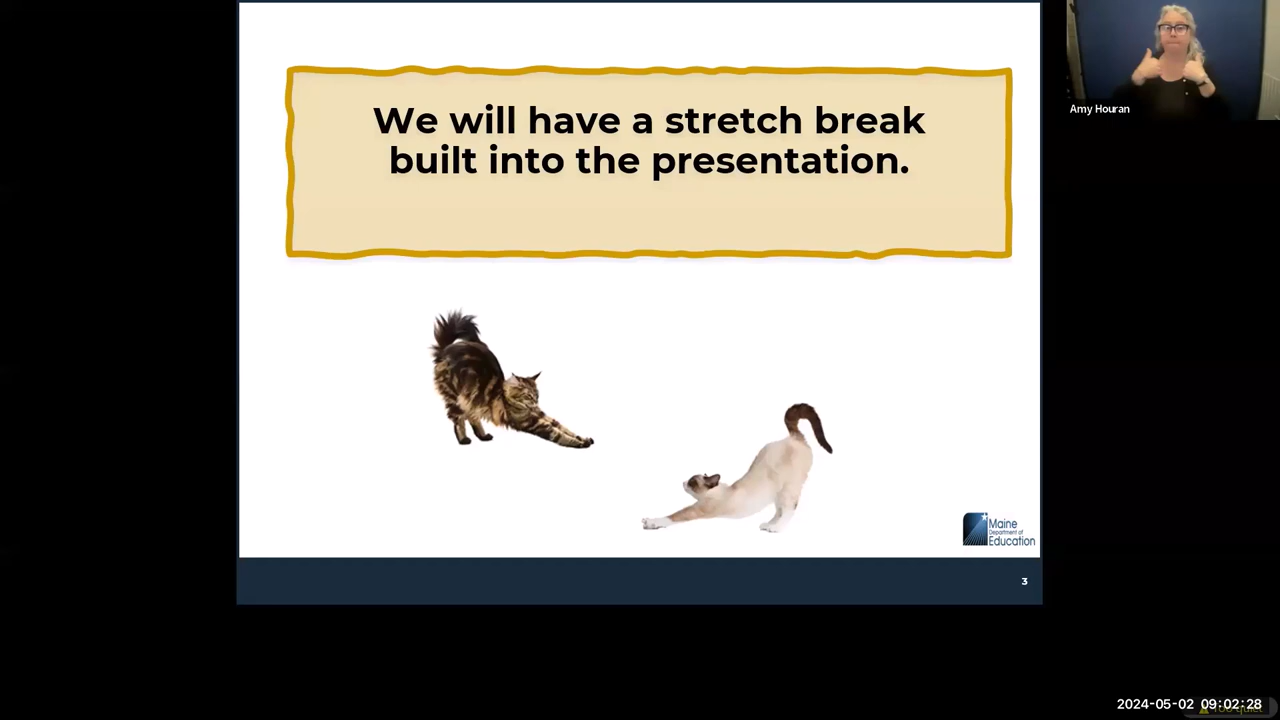 We will have a stretch break
built into the presentation.
Amy Houran
Maine
Department of
Education
3
2024-05-02 09:02:28